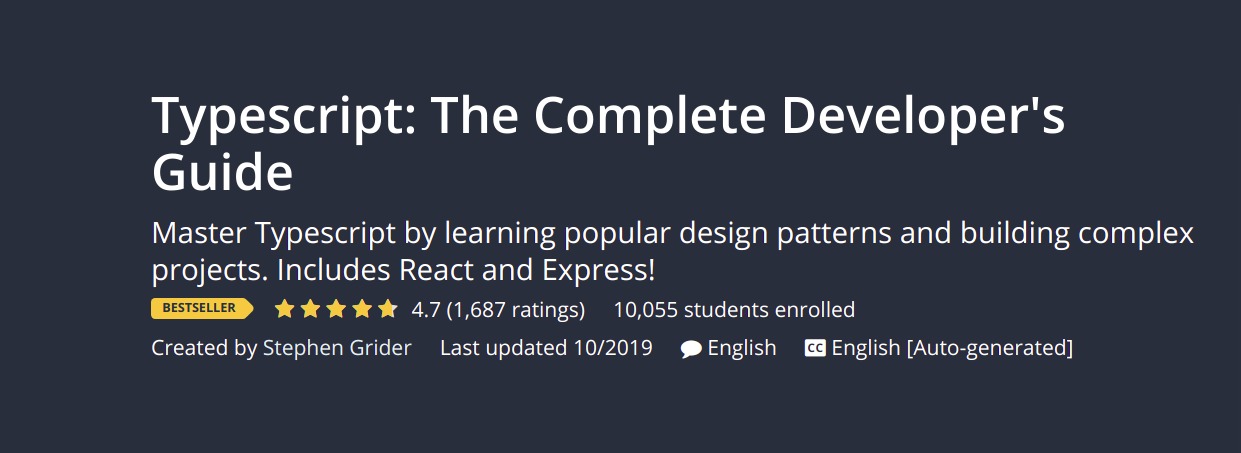 Typescript: The Complete Developer's
Guide
Master Typescript by learning popular design patterns and building complex
projects. Includes React and Express!
BESTSELLER 4.7 (1,687 ratings) 10,055 students enrolled
Created by Stephen Grider Last updated 10/2019 English CC English [Auto-generated]